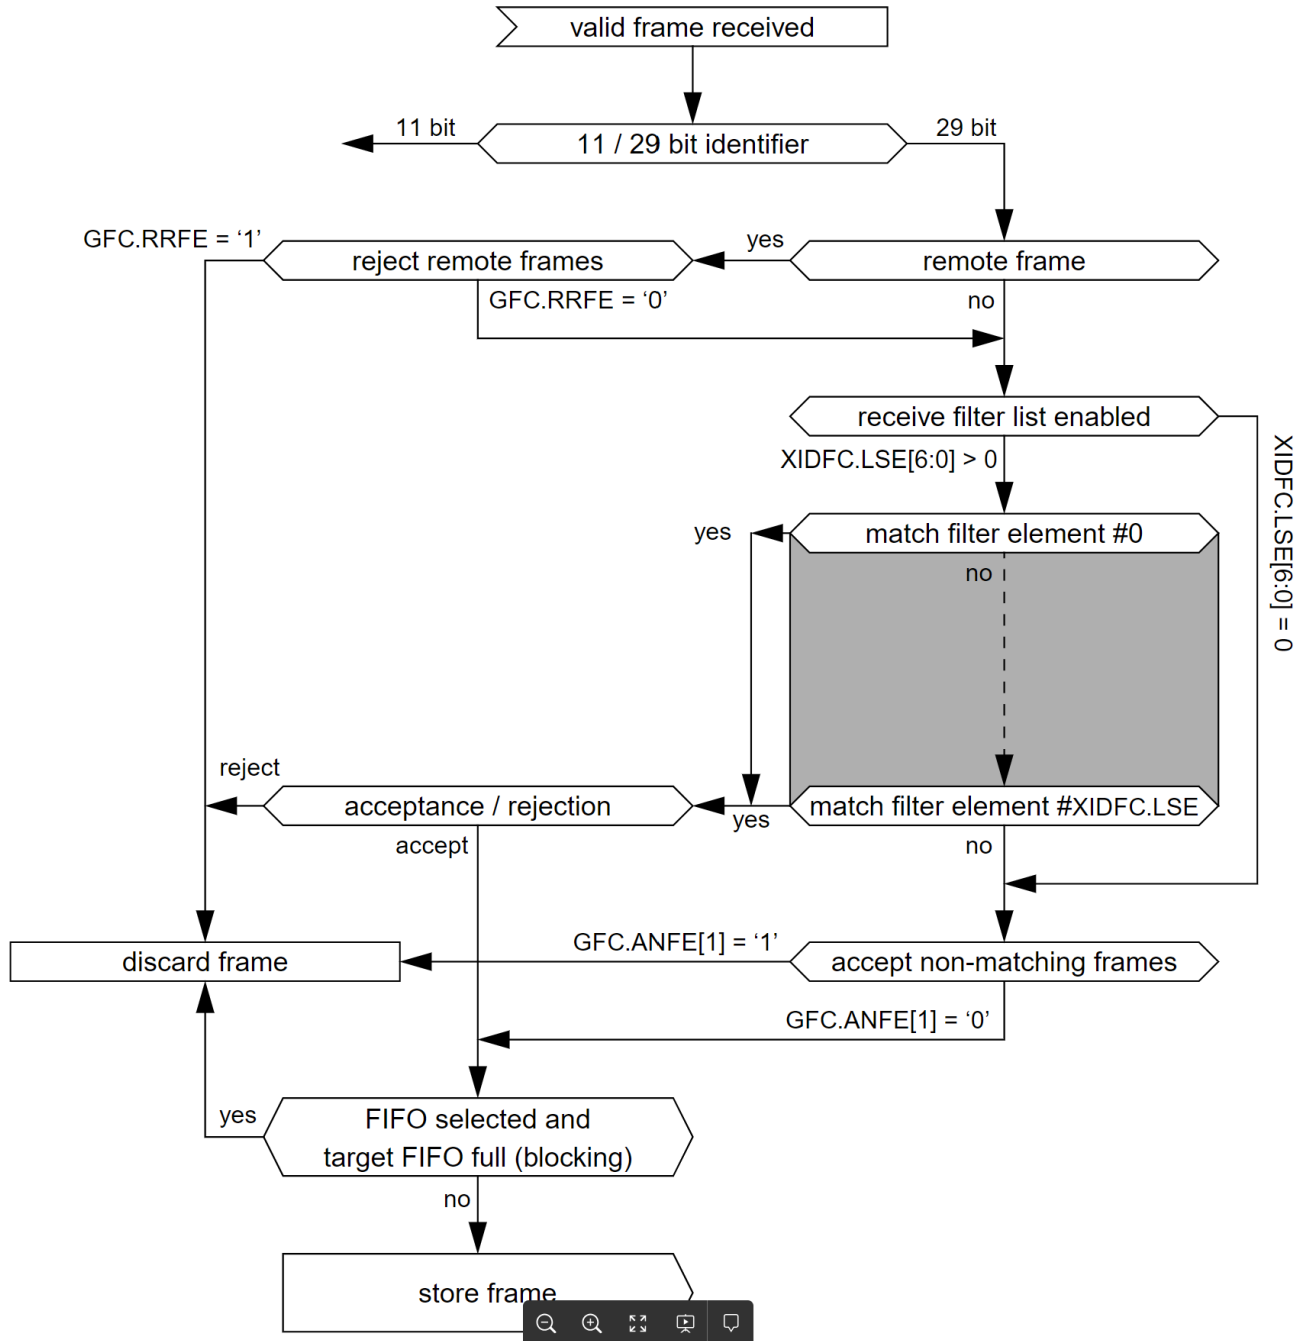 valid frame received
11 bit
11 / 29 bit identifier
29 bit
GFC.RRFE = ‘1’
reject remote frames
yes
remote frame
GFC.RRFE = ‘0’
no
receive filter list enabled
XIDFC.LSE[6:0] > 0
XIDFC.LSE[6:0] = 0
yes
match filter element #0
no
reject
acceptance / rejection
yes
match filter element #XIDFC.LSE
accept
no
discard frame
GFC.ANFE[1] = ‘1’
accept non-matching frames
GFC.ANFE[1] = ‘0’
yes
FIFO selected and
target FIFO full (blocking)
no
store frame